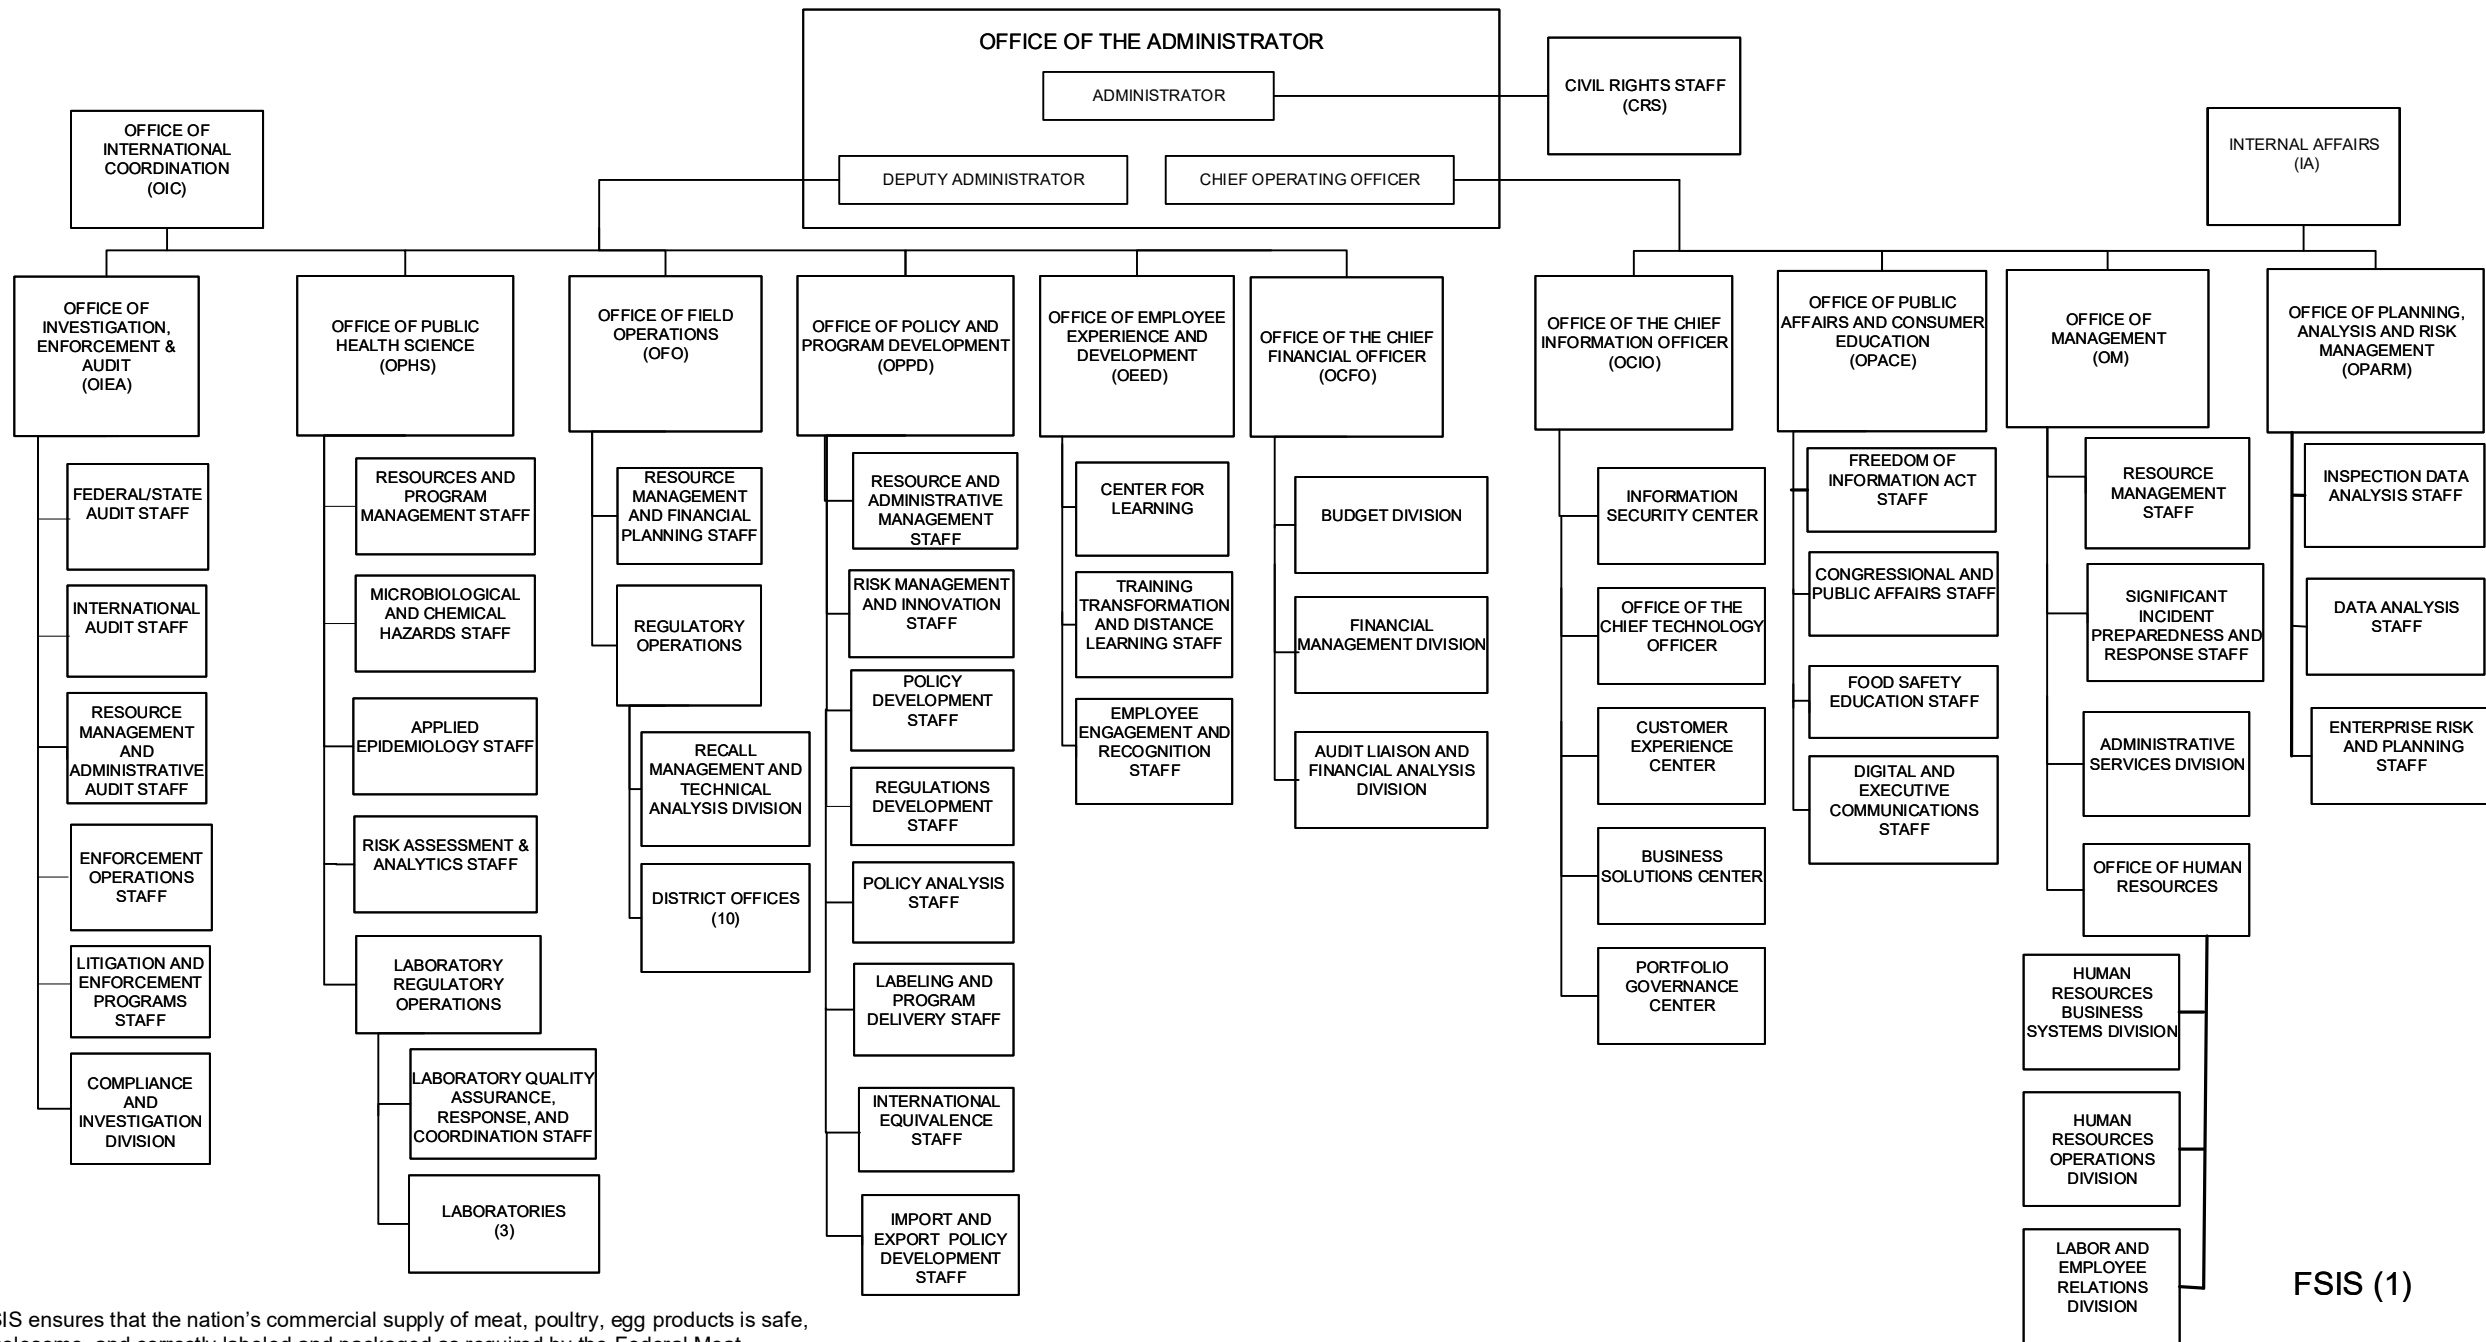 OFFICE OF THE ADMINISTRATOR
ADMINISTRATOR
CIVIL RIGHTS STAFF
(CRS)
DEPUTY ADMINISTRATOR
CHIEF OPERATING OFFICER
OFFICE OF
INTERNATIONAL
COORDINATION
(OIC)
INTERNAL AFFAIRS
(IA)
OFFICE OF
INVESTIGATION,
ENFORCEMENT &
AUDIT
(OIEA)
FEDERAL/STATE
AUDIT STAFF
INTERNATIONAL
AUDIT STAFF
RESOURCE
MANAGEMENT
AND
ADMINISTRATIVE
AUDIT STAFF
ENFORCEMENT
OPERATIONS
STAFF
LITIGATION AND
ENFORCEMENT
PROGRAMS
STAFF
COMPLIANCE
AND
INVESTIGATION
DIVISION
OFFICE OF PUBLIC
HEALTH SCIENCE
(OPHS)
RESOURCES AND
PROGRAM
MANAGEMENT STAFF
MICROBIOLOGICAL
AND CHEMICAL
HAZARDS STAFF
APPLIED
EPIDEMIOLOGY STAFF
RISK ASSESSMENT &
ANALYTICS STAFF
LABORATORY
REGULATORY
OPERATIONS
LABORATORY QUALITY
ASSURANCE,
RESPONSE, AND
COORDINATION STAFF
LABORATORIES
(3)
OFFICE OF FIELD
OPERATIONS
(OFO)
RESOURCE
MANAGEMENT
AND FINANCIAL
PLANNING STAFF
REGULATORY
OPERATIONS
RECALL
MANAGEMENT AND
TECHNICAL
ANALYSIS DIVISION
DISTRICT OFFICES
(10)
OFFICE OF POLICY AND
PROGRAM DEVELOPMENT
(OPPD)
RESOURCE AND
ADMINISTRATIVE
MANAGEMENT
STAFF
RISK MANAGEMENT
AND INNOVATION
STAFF
POLICY
DEVELOPMENT
STAFF
REGULATIONS
DEVELOPMENT
STAFF
POLICY ANALYSIS
STAFF
LABELING AND
PROGRAM
DELIVERY STAFF
INTERNATIONAL
EQUIVALENCE
STAFF
IMPORT AND
EXPORT POLICY
DEVELOPMENT
STAFF
OFFICE OF EMPLOYEE
EXPERIENCE AND
DEVELOPMENT
(OEED)
CENTER FOR
LEARNING
TRAINING
TRANSFORMATION
AND DISTANCE
LEARNING STAFF
EMPLOYEE
ENGAGEMENT AND
RECOGNITION
STAFF
OFFICE OF THE CHIEF
FINANCIAL OFFICER
(OCFO)
BUDGET DIVISION
FINANCIAL
MANAGEMENT DIVISION
AUDIT LIAISON AND
FINANCIAL ANALYSIS
DIVISION
OFFICE OF THE CHIEF
INFORMATION OFFICER
(OCIO)
INFORMATION
SECURITY CENTER
OFFICE OF THE
CHIEF TECHNOLOGY
OFFICER
CUSTOMER
EXPERIENCE
CENTER
BUSINESS
SOLUTIONS CENTER
PORTFOLIO
GOVERNANCE
CENTER
OFFICE OF PUBLIC
AFFAIRS AND CONSUMER
EDUCATION
(OPACE)
FREEDOM OF
INFORMATION ACT
STAFF
CONGRESSIONAL AND
PUBLIC AFFAIRS STAFF
FOOD SAFETY
EDUCATION STAFF
DIGITAL AND
EXECUTIVE
COMMUNICATIONS
STAFF
OFFICE OF
MANAGEMENT
(OM)
RESOURCE
MANAGEMENT
STAFF
SIGNIFICANT
INCIDENT
PREPAREDNESS AND
RESPONSE STAFF
ADMINISTRATIVE
SERVICES DIVISION
OFFICE OF HUMAN
RESOURCES
HUMAN
RESOURCES
BUSINESS
SYSTEMS DIVISION
HUMAN
RESOURCES
OPERATIONS
DIVISION
LABOR AND
EMPLOYEE
RELATIONS
DIVISION
OFFICE OF PLANNING,
ANALYSIS AND RISK
MANAGEMENT
(OPARM)
INSPECTION DATA
ANALYSIS STAFF
DATA ANALYSIS
STAFF
ENTERPRISE RISK
AND PLANNING
STAFF
FSIS (1)
SIS ensures that the nation’s commercial supply of meat, poultry, egg products is safe,
and correctly labeled and packaged as required by the Federal Meat